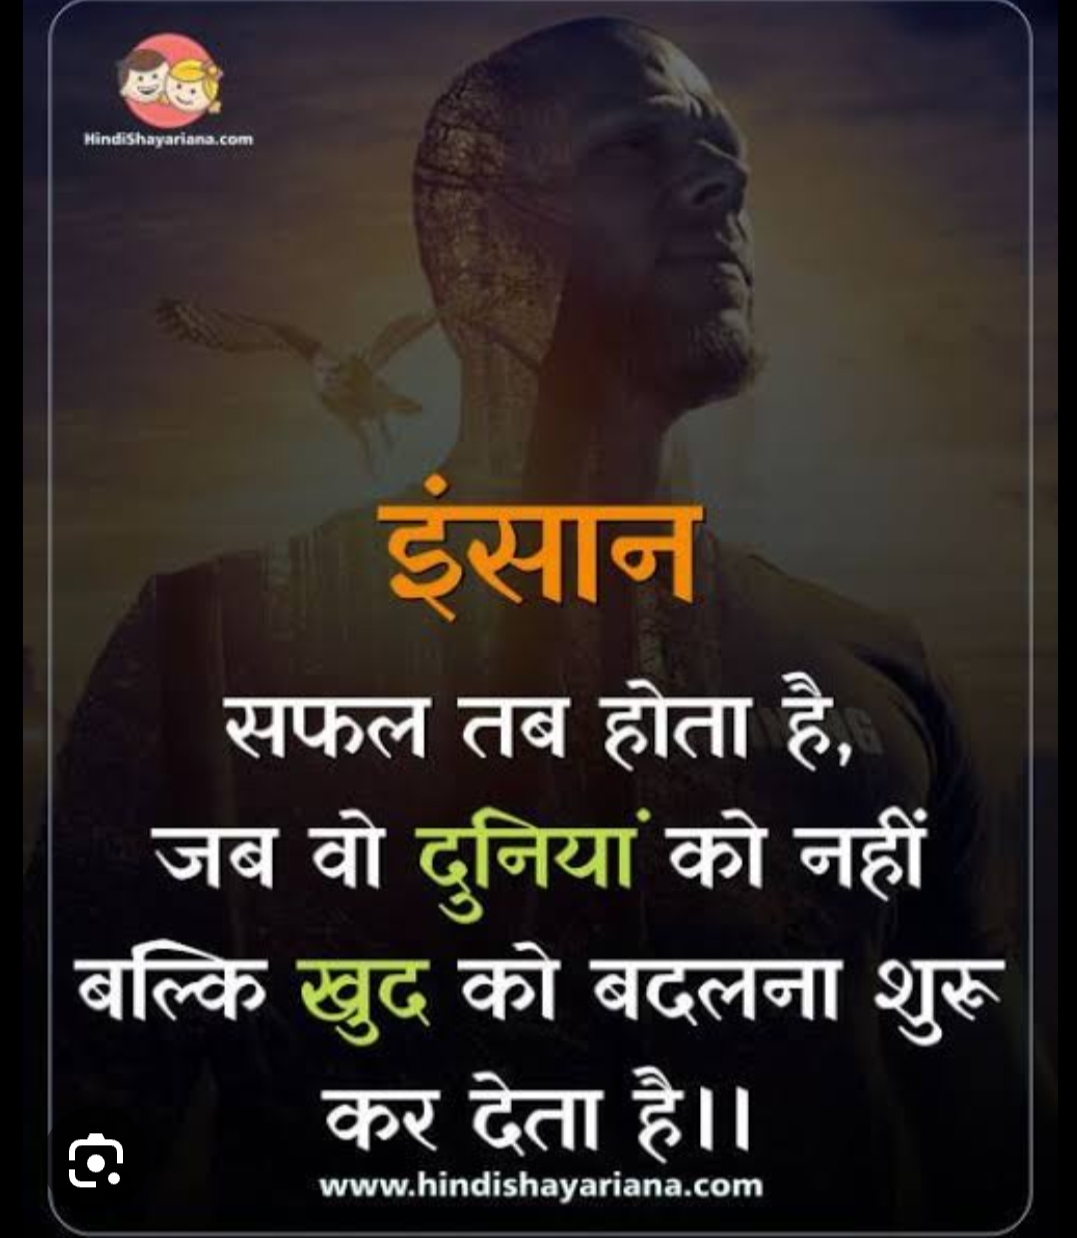 HindiShayariana.com
इंसान
सफल तब होता है,
जब वो दुनियां को नहीं
बल्कि खुद को बदलना शुरू
कर देता है।।
www.hindishayariana.com